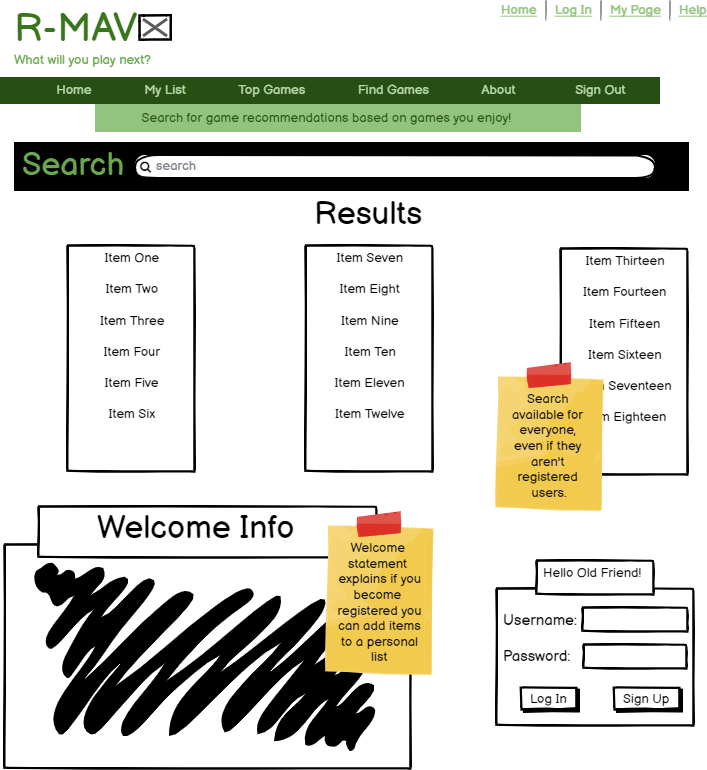 Home Log In My Page Help
R-MAV
What will you play next?
Home My List Top Games Find Games About Sign Out
Search for game recommendations based on games you enjoy!
Search search
Results
Item One
Item Two
Item Three
Item Four
Item Five
Item Six
Item Seven
Item Eight
Item Nine
Item Ten
Item Eleven
Item Twelve
Item Thirteen
Item Fourteen
Item Fifteen
Item Sixteen
Seventeen
Eighteen
Search
available for
everyone,
even if they
aren't
registered
users.
Welcome Info
Welcome
statement
explains if you
become
registered you
can add items
to a personal
list
Hello Old Friend!
Username:
Password:
Log In Sign Up